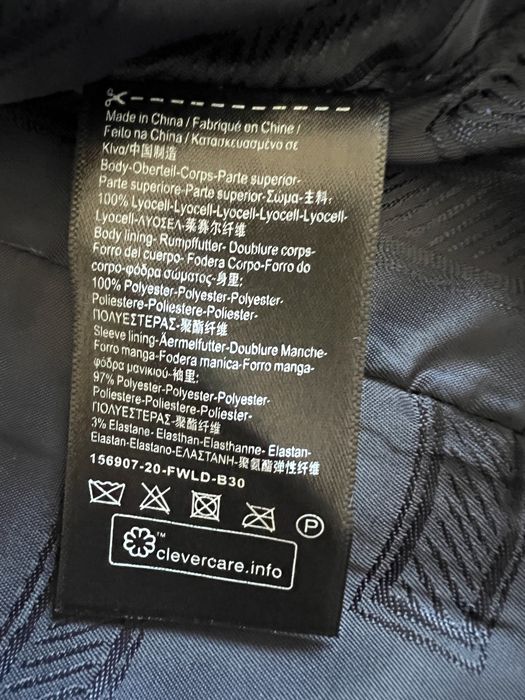 Made in China / Fabriqué en Chine /
Feito na China / Κατασκευασμένο σε
Κίνα/中国制造
Body-Oberteil-Corps-Parte superior-
Parte superiore-Parte superior-Σώμα-主料:
100% Lyocell-Lyocell-Lyocell-Lyocell-Lyocell-
Lyocell-ΛΥΟΣΕΛ-莱赛尔纤维
Body lining- Rumpffutter- Doublure corps-
Forro del cuerpo- Fodera Corpo-Forro do
corpo-φόδρα σώματος-身里:
100% Polyester-Polyester-Polyester-
Poliestere-Poliestere-Poliester-
ΠΟΛΥΕΣΤΕΡΑΣ-聚酯纤维
Sleeve lining-Äermelfutter-Doublure Manche-
Forro manga-Fodera manica-Forro manga-
φόδρα μανικιού-袖里:
97% Polyester-Polyester-Polyester-
Poliestere-Poliestere-Poliester-
ΠΟΛΥΕΣΤΕΡΑΣ-聚酯纤维
3% Elastane- Elasthan-Elasthanne- Elastan-
Elastan-Elastano-ΕΛΑΣΤΑΝΗ-聚氨酯弹性纤维
156907-20-FWLD-B30
P
™
clevercare.info